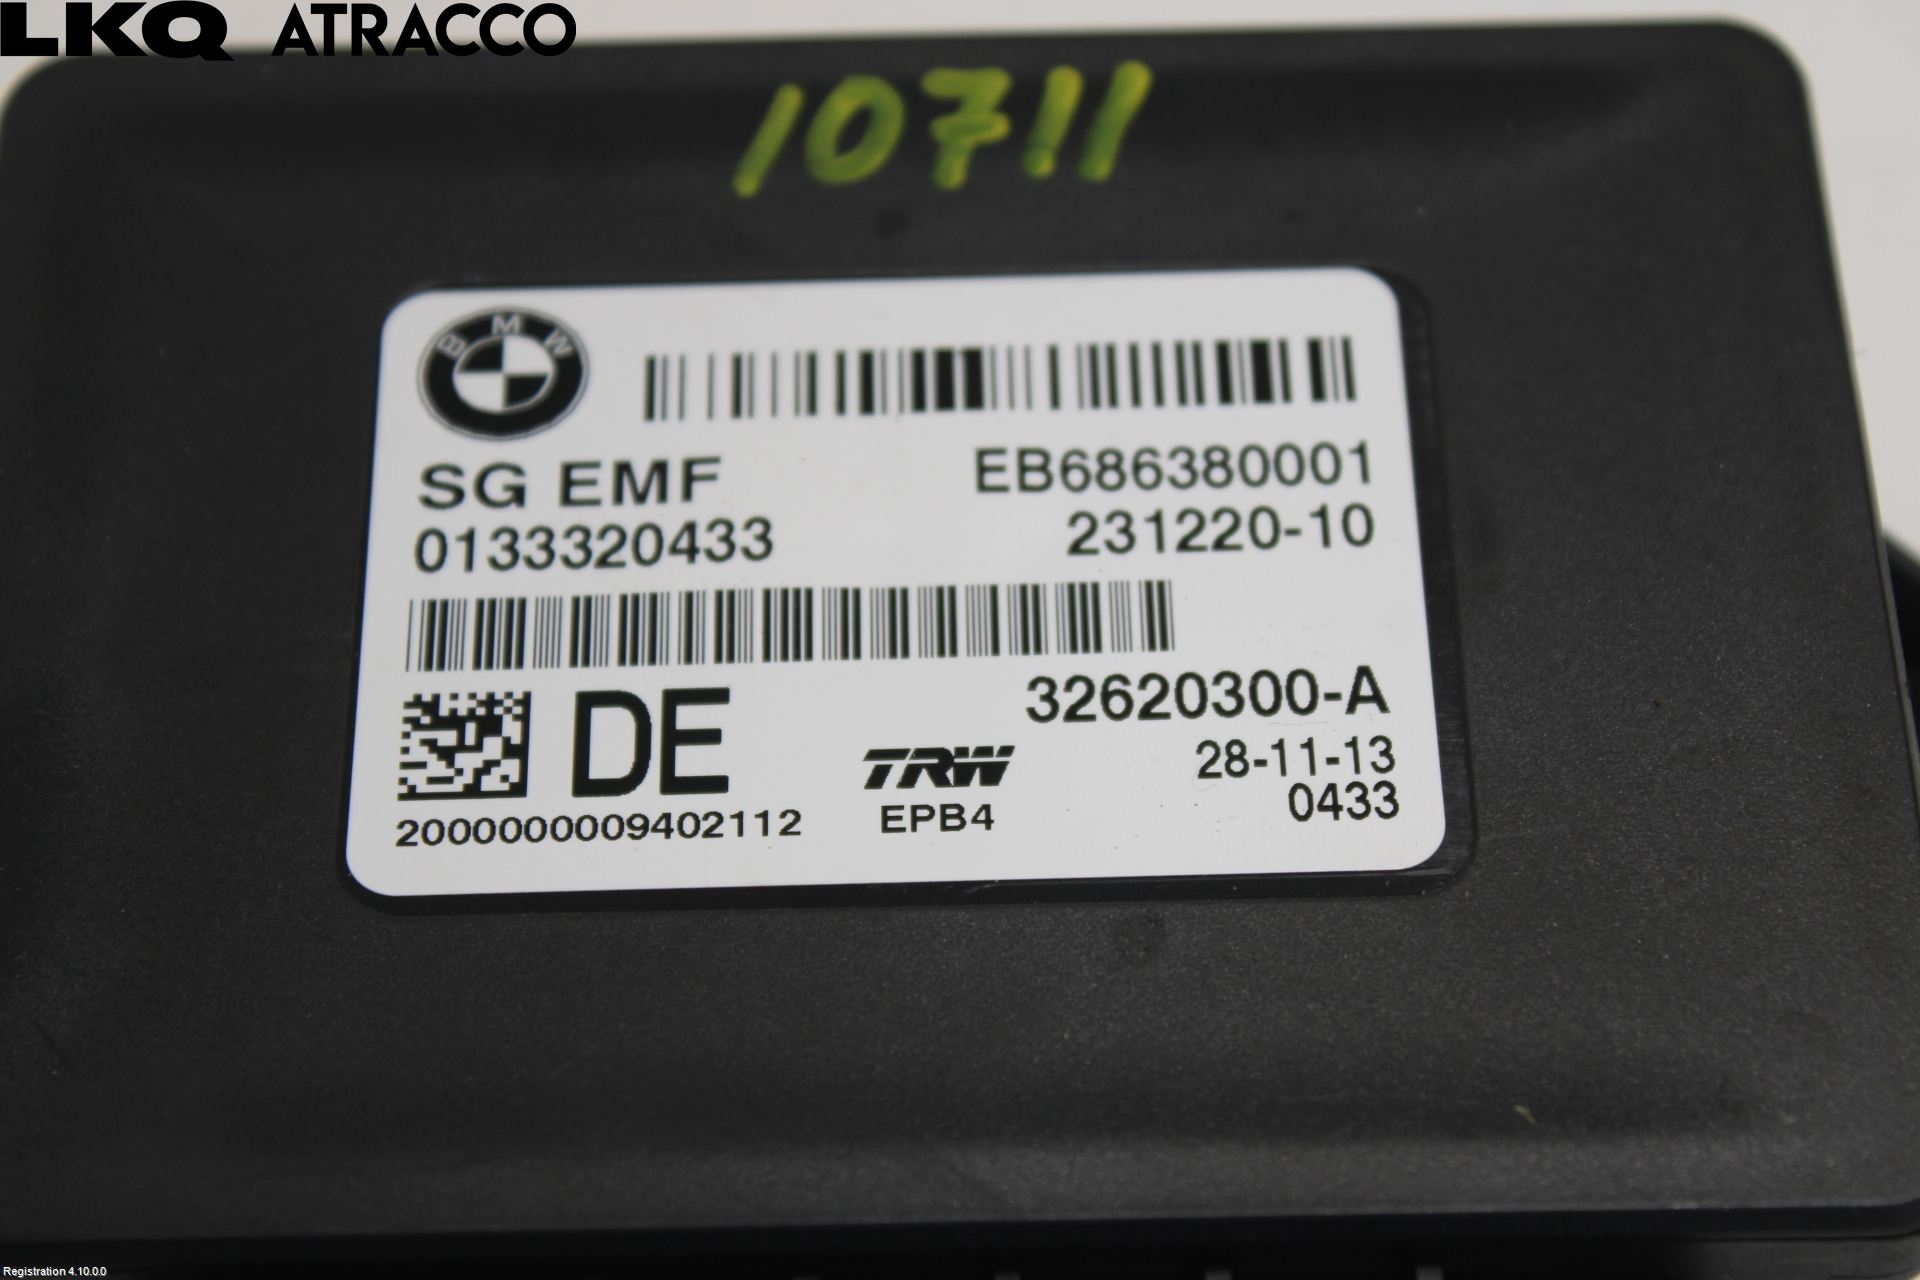 LKQ ATRACCO
10711
BMW
SG EMF EB686380001
0133320433 231220-10
32620300-A
DE TRW 28-11-13
EPB4 0433
2000000009402112
Registration 4.10.0.0